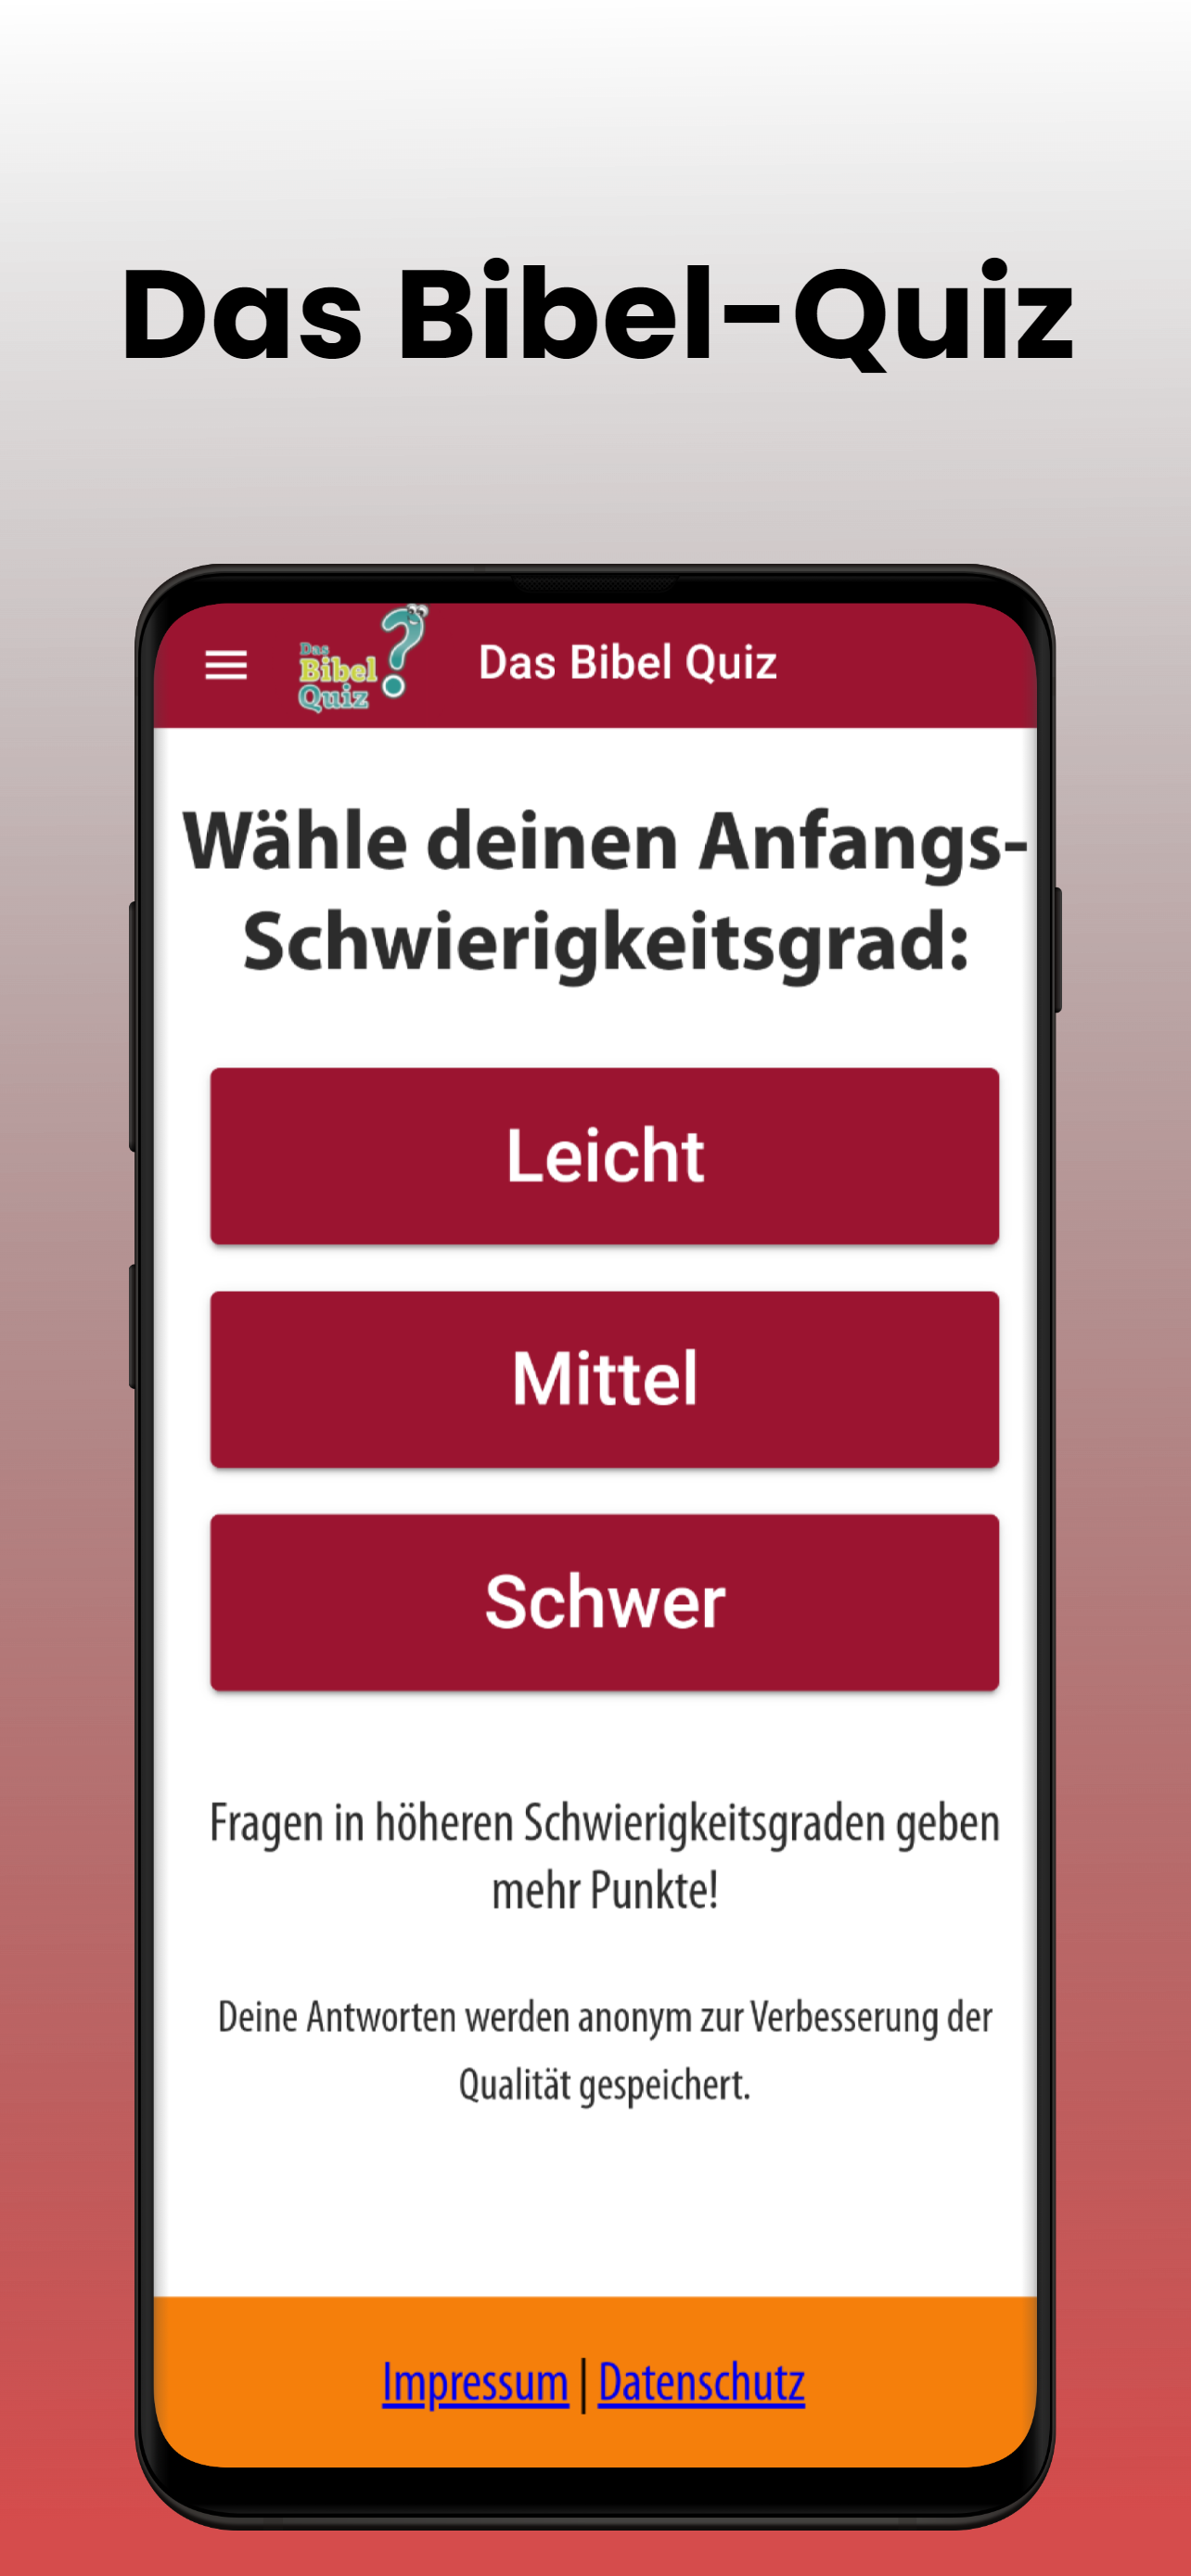 Das Bibel-Quiz
Das
Bibel
Quiz
?
Das Bibel Quiz
Wähle deinen Anfangs-
Schwierigkeitsgrad:
Leicht
Mittel
Schwer
Fragen in höheren Schwierigkeitsgraden geben
mehr Punkte!
Deine Antworten werden anonym zur Verbesserung der
Qualität gespeichert.
Impressum | Datenschutz